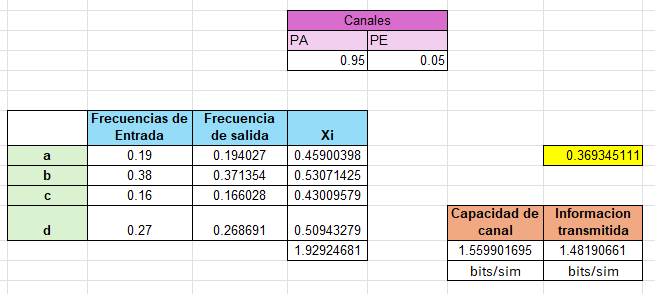 Canales
PA PE
0.95 0.05
Frecuencias de Entrada Frecuencia de salida Xi
a 0.19 0.194027 0.45900398 0.369345111
b 0.38 0.371354 0.53071425
c 0.16 0.166028 0.43009579
Capacidad de canal Informacion transmitida
d 0.27 0.268691 0.50943279
1.92924681 1.559901695 1.48190661
bits/sim bits/sim